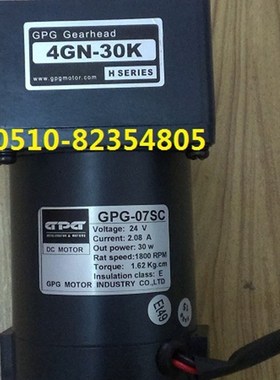 GPG Gearhead
4GN-30K
www.gpgmotor.com
H SERIES
0510-82354805
GPG
DC MOTOR
GPG-07SC
Voltage: 24 V
Current: 2.08 A
Out power: 30 w
Rat speed: 1800 RPM
Torque: 1.62 Kg.cm
Insulation class: E
GPG MOTOR INDUSTRY CO.,LTD
E149